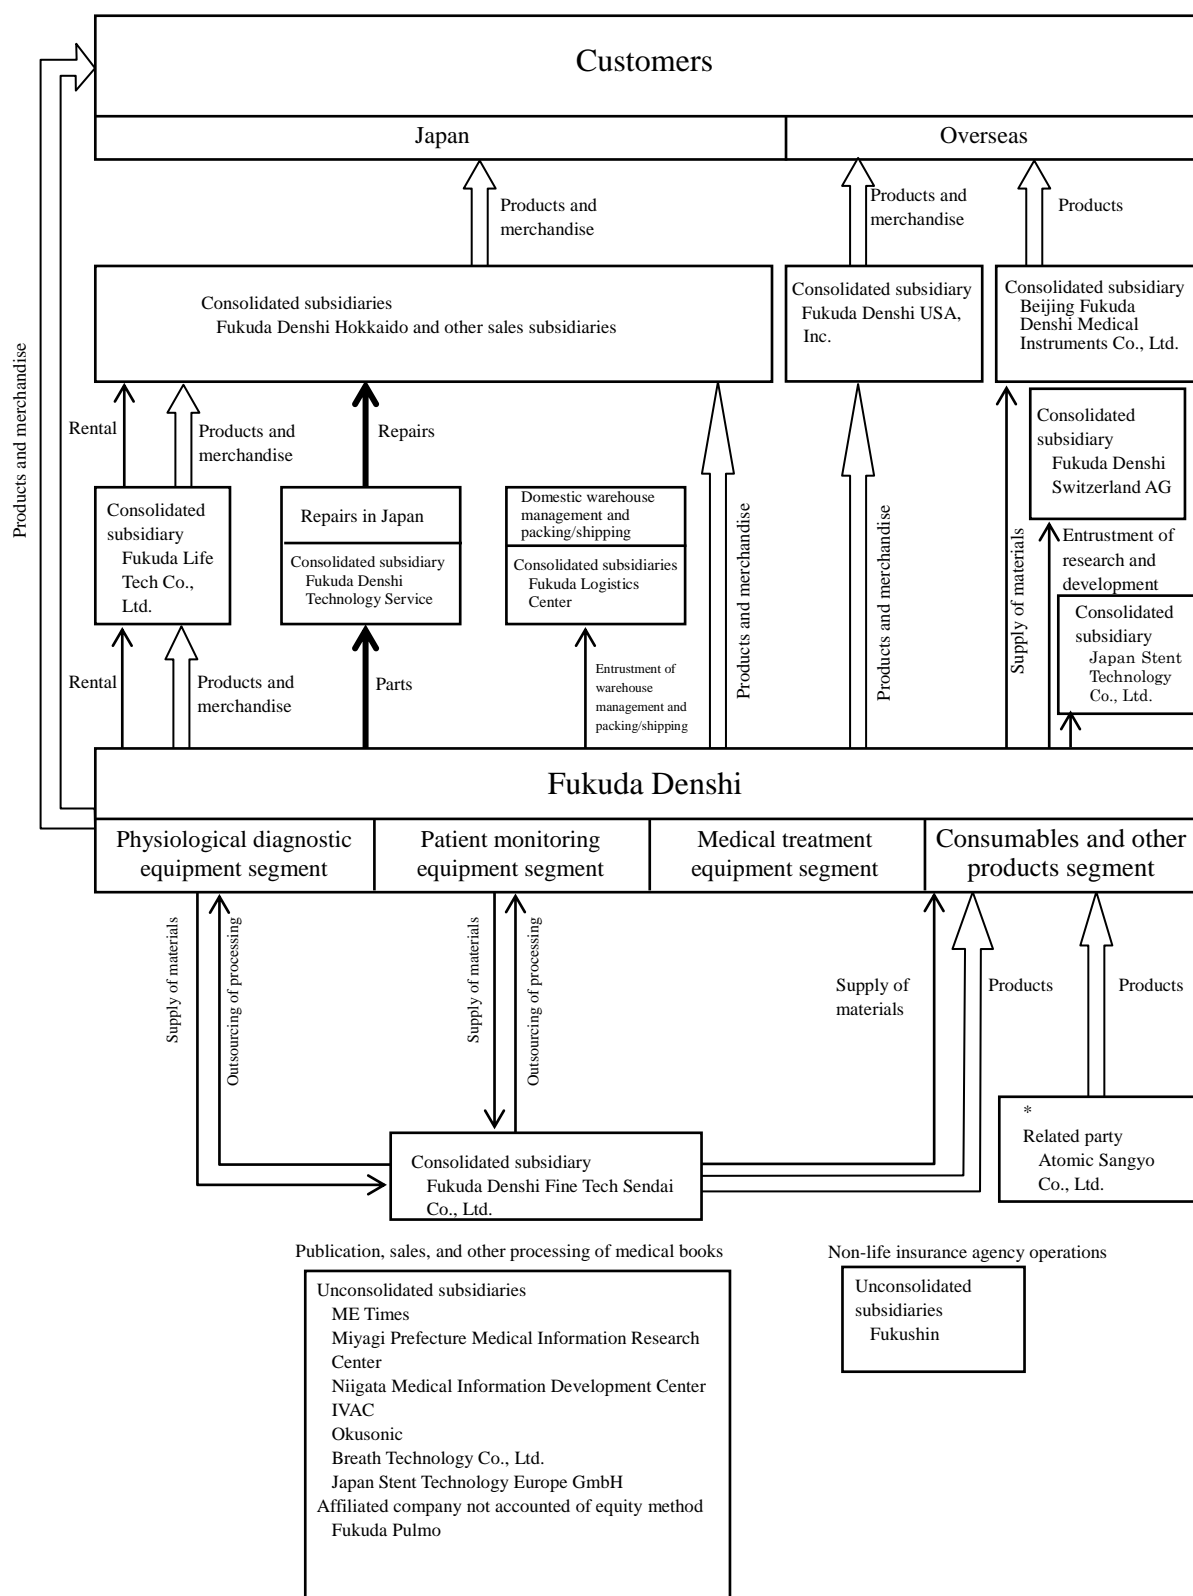 Customers
Japan
Overseas
Products and
merchandise
Products and
merchandise
Products
Products and merchandise
Consolidated subsidiaries
Fukuda Denshi Hokkaido and other sales subsidiaries
Consolidated subsidiary
Fukuda Denshi USA,
Inc.
Consolidated subsidiary
Beijing Fukuda
Denshi Medical
Instruments Co., Ltd.
Rental
Products and
merchandise
Repairs
Consolidated
subsidiary
Fukuda Denshi
Switzerland AG
Consolidated
subsidiary
Fukuda Life
Tech Co.,
Ltd.
Repairs in Japan
Consolidated subsidiary
Fukuda Denshi
Technology Service
Domestic warehouse
management and
packing/shipping
Consolidated subsidiaries
Fukuda Logistics
Center
Products and merchandise
Products and merchandise
Supply of materials
Entrustment of
research and
development
Consolidated
subsidiary
Japan Stent
Technology
Co., Ltd.
Rental
Products and
merchandise
Parts
Entrustment of
warehouse
management and
packing/shipping
Fukuda Denshi
Physiological diagnostic
equipment segment
Patient monitoring
equipment segment
Medical treatment
equipment segment
Consumables and other
products segment
Supply of materials
Outsourcing of processing
Supply of materials
Outsourcing of processing
Supply of
materials
Products
Products
*
Related party
Atomic Sangyo
Co., Ltd.
Consolidated subsidiary
Fukuda Denshi Fine Tech Sendai
Co., Ltd.
Publication, sales, and other processing of medical books
Unconsolidated subsidiaries
ME Times
Miyagi Prefecture Medical Information Research
Center
Niigata Medical Information Development Center
IVAC
Okusonic
Breath Technology Co., Ltd.
Japan Stent Technology Europe GmbH
Affiliated company not accounted of equity method
Fukuda Pulmo
Non-life insurance agency operations
Unconsolidated
subsidiaries
Fukushin